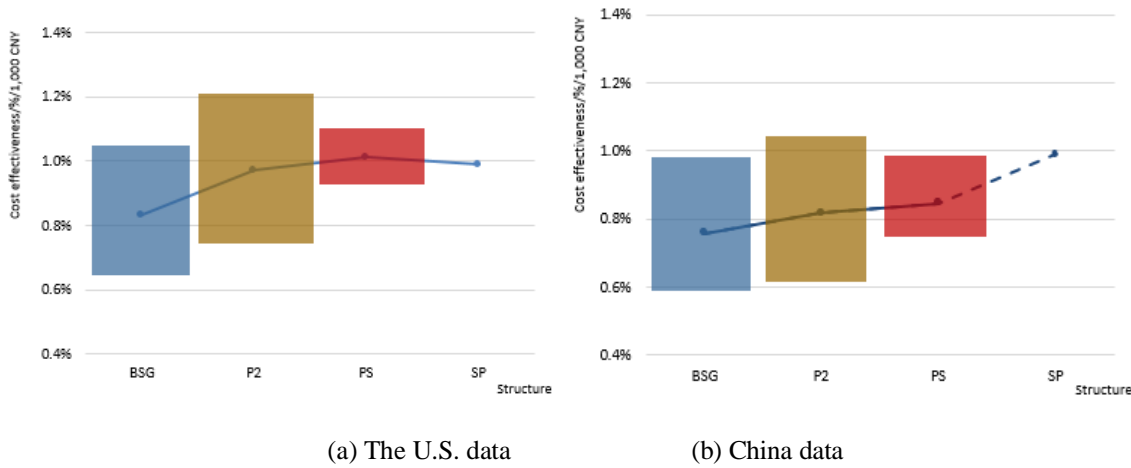 Cost effectiveness/%/1,000 CNY
1.4%
1.2%
1.0%
0.8%
0.6%
0.4%
BSG P2 PS SP
Structure
(a) The U.S. data
Cost effectiveness/%/1,000 CNY
1.4%
1.2%
1.0%
0.8%
0.6%
0.4%
BSG P2 PS SP
Structure
(b) China data